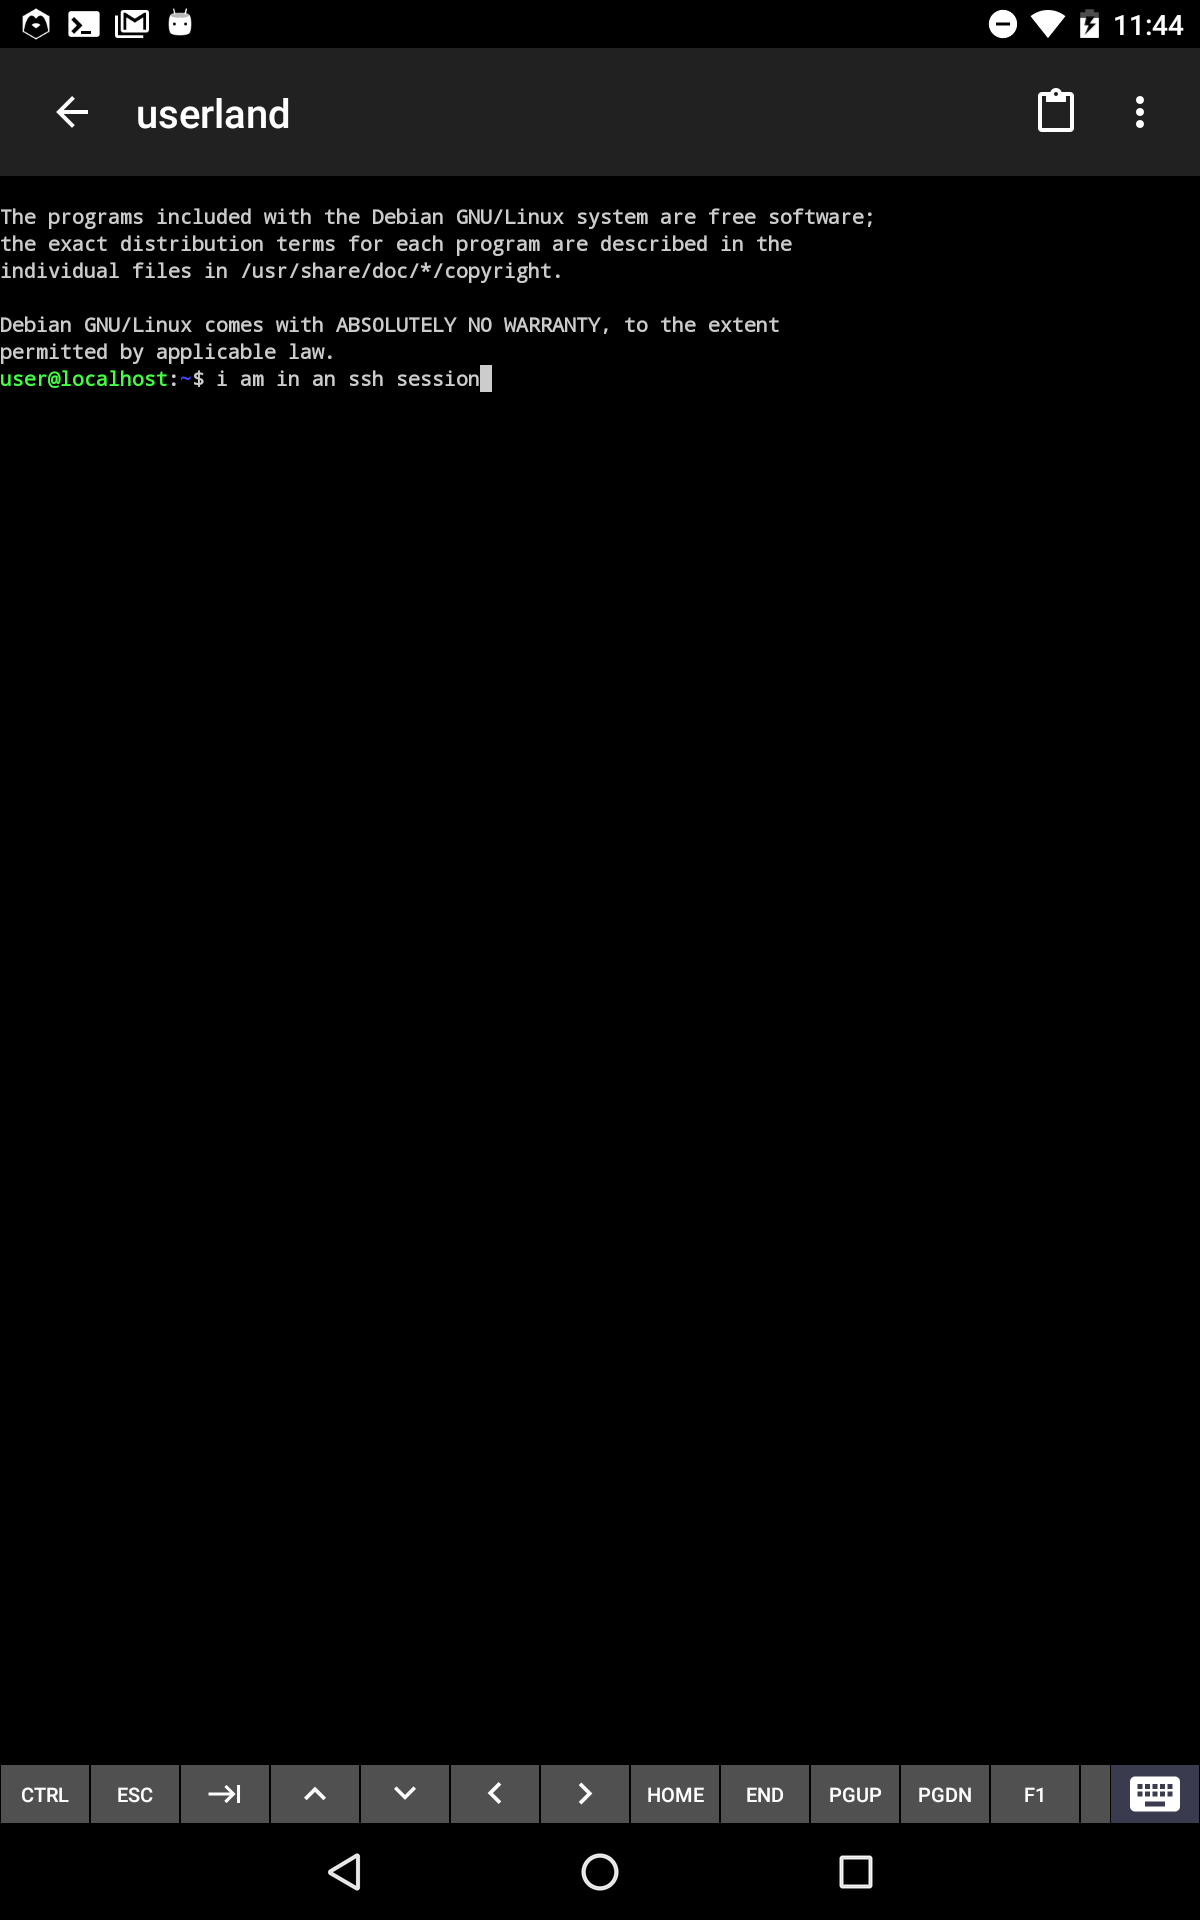 11:44
userland
The programs included with the Debian GNU/Linux system are free software;
the exact distribution terms for each program are described in the
individual files in /usr/share/doc/*/copyright.
Debian GNU/Linux comes with ABSOLUTELY NO WARRANTY, to the extent
permitted by applicable law.
user@localhost:~$ i am in an ssh session
CTRL ESC HOME END PGUP PGDN F1